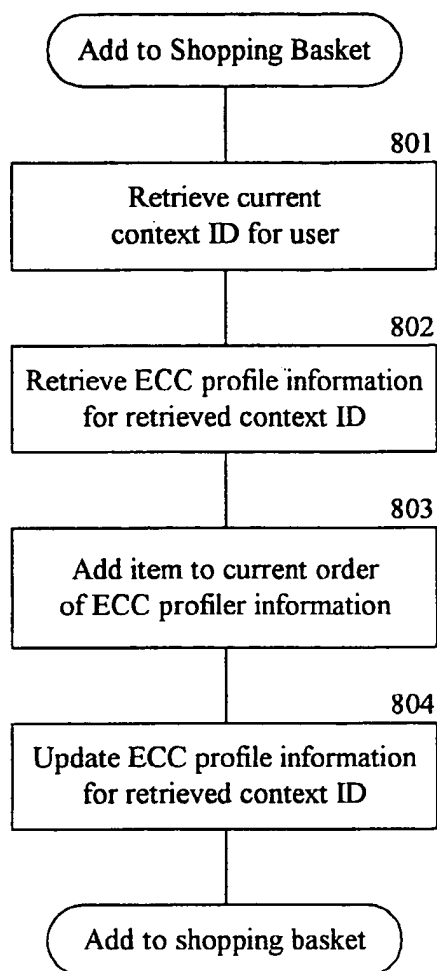 Add to Shopping Basket
801
Retrieve current
context ID for user
802
Retrieve ECC profile information
for retrieved context ID
803
Add item to current order
of ECC profiler information
804
Update ECC profile information
for retrieved context ID
Add to shopping basket